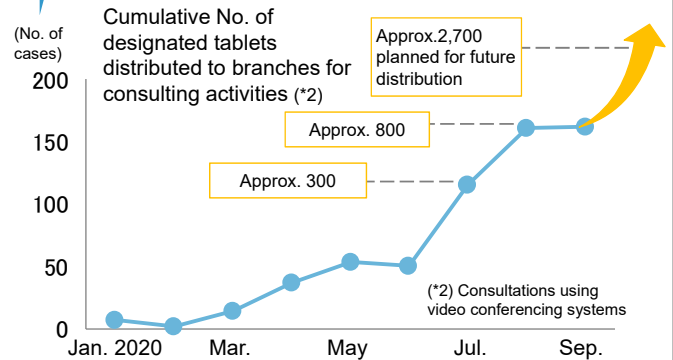 (No. of
cases)
Cumulative No. of
designated tablets
distributed to branches for
consulting activities (*2)
Approx.2,700
planned for future
distribution
200
150
100
50
0
Approx. 800
Approx. 300
(*2) Consultations using
video conferencing systems
Jan. 2020 Mar. May Jul. Sep.